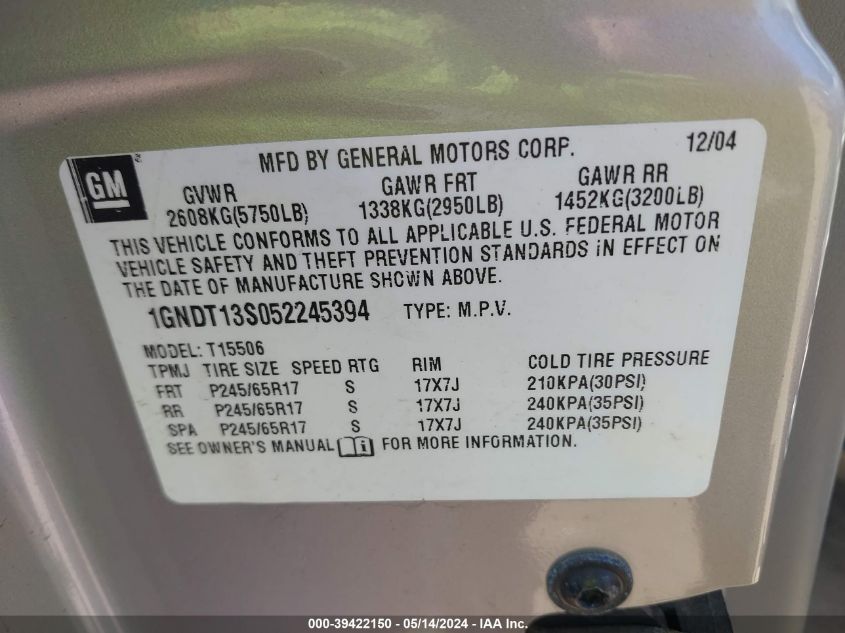 GM
MFD BY GENERAL MOTORS CORP. 12/04
GVWR GAWR FRT GAWR RR
2608KG(5750LB) 1338KG(2950LB) 1452KG(3200LB)
THIS VEHICLE CONFORMS TO ALL APPLICABLE U.S. FEDERAL MOTOR
VEHICLE SAFETY AND THEFT PREVENTION STANDARDS IN EFFECT ON
THE DATE OF MANUFACTURE SHOWN ABOVE.
1GNDT13S052245394 TYPE: M.P.V.
MODEL: T15506
TPMJ TIRE SIZE SPEED RTG RIM COLD TIRE PRESSURE
FRT P245/65R17 S 17X7J 210KPA(30PSI)
RR P245/65R17 S 17X7J 240KPA(35PSI)
SPA P245/65R17 S 17X7J 240KPA(35PSI)
SEE OWNER'S MANUAL FOR MORE INFORMATION.
000-39422150 - 05/14/2024 - IAA Inc.